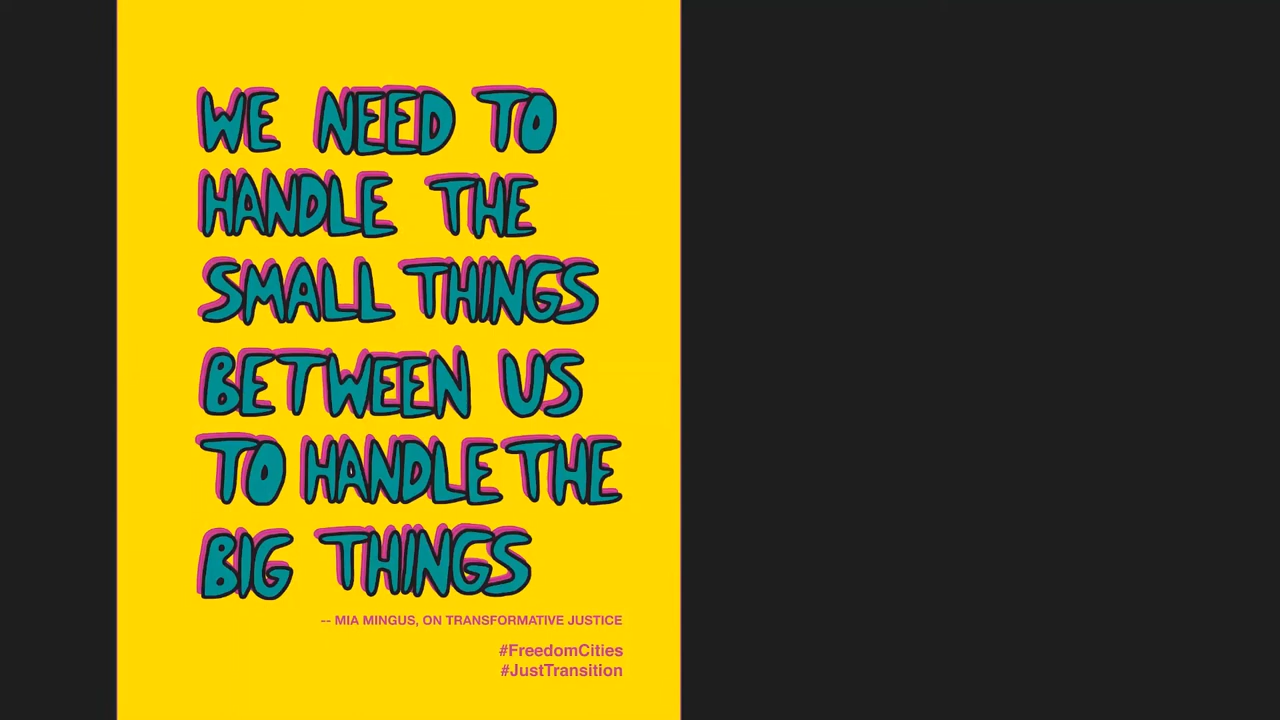 WE NEED TO
HANDLE THE
SMALL THINGS
BETWEEN US
TO HANDLE THE
BIG THINGS
-- MIA MINGUS, ON TRANSFORMATIVE JUSTICE
#FreedomCities
#JustTransition